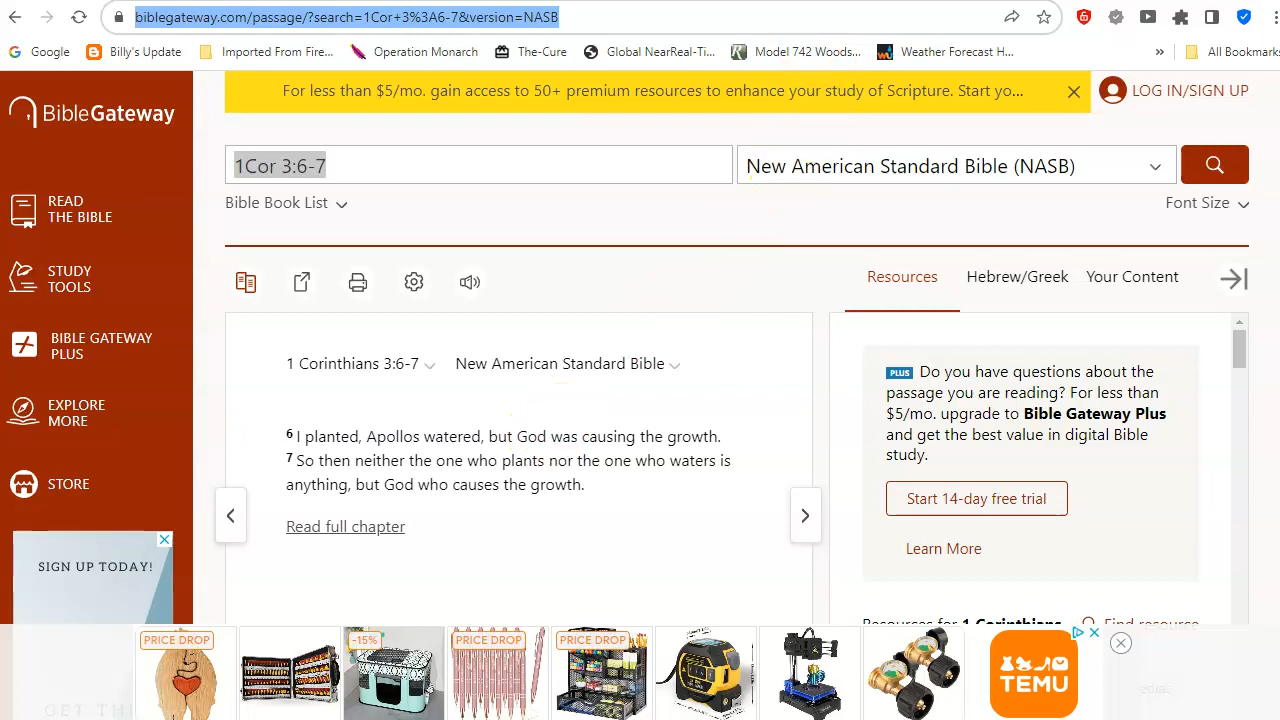 biblegateway.com/passage/?search=1Cor+3%3A6-7&version=NASB
Google
Billy's Update
Imported From Fire...
Operation Monarch
The-Cure
Global NearReal-Ti...
Model 742 Woods...
Weather Forecast H...
»
All Bookmarks
BibleGateway
For less than $5/mo. gain access to 50+ premium resources to enhance your study of Scripture. Start yo...
LOG IN/SIGN UP
1Cor 3:6-7
New American Standard Bible (NASB)
Bible Book List
Font Size
READ
THE BIBLE
STUDY
TOOLS
BIBLE GATEWAY
PLUS
EXPLORE
MORE
STORE
SIGN UP TODAY!
Resources
Hebrew/Greek
Your Content
1 Corinthians 3:6-7
New American Standard Bible
6 I planted, Apollos watered, but God was causing the growth.
7 So then neither the one who plants nor the one who waters is
anything, but God who causes the growth.
Read full chapter
PLUS Do you have questions about the
passage you are reading? For less than
$5/mo. upgrade to Bible Gateway Plus
and get the best value in digital Bible
study.
Start 14-day free trial
Learn More
Resources for 1 Corinthians
Find resource
PRICE DROP
-15%
PRICE DROP
PRICE DROP
TEMU
GET TH